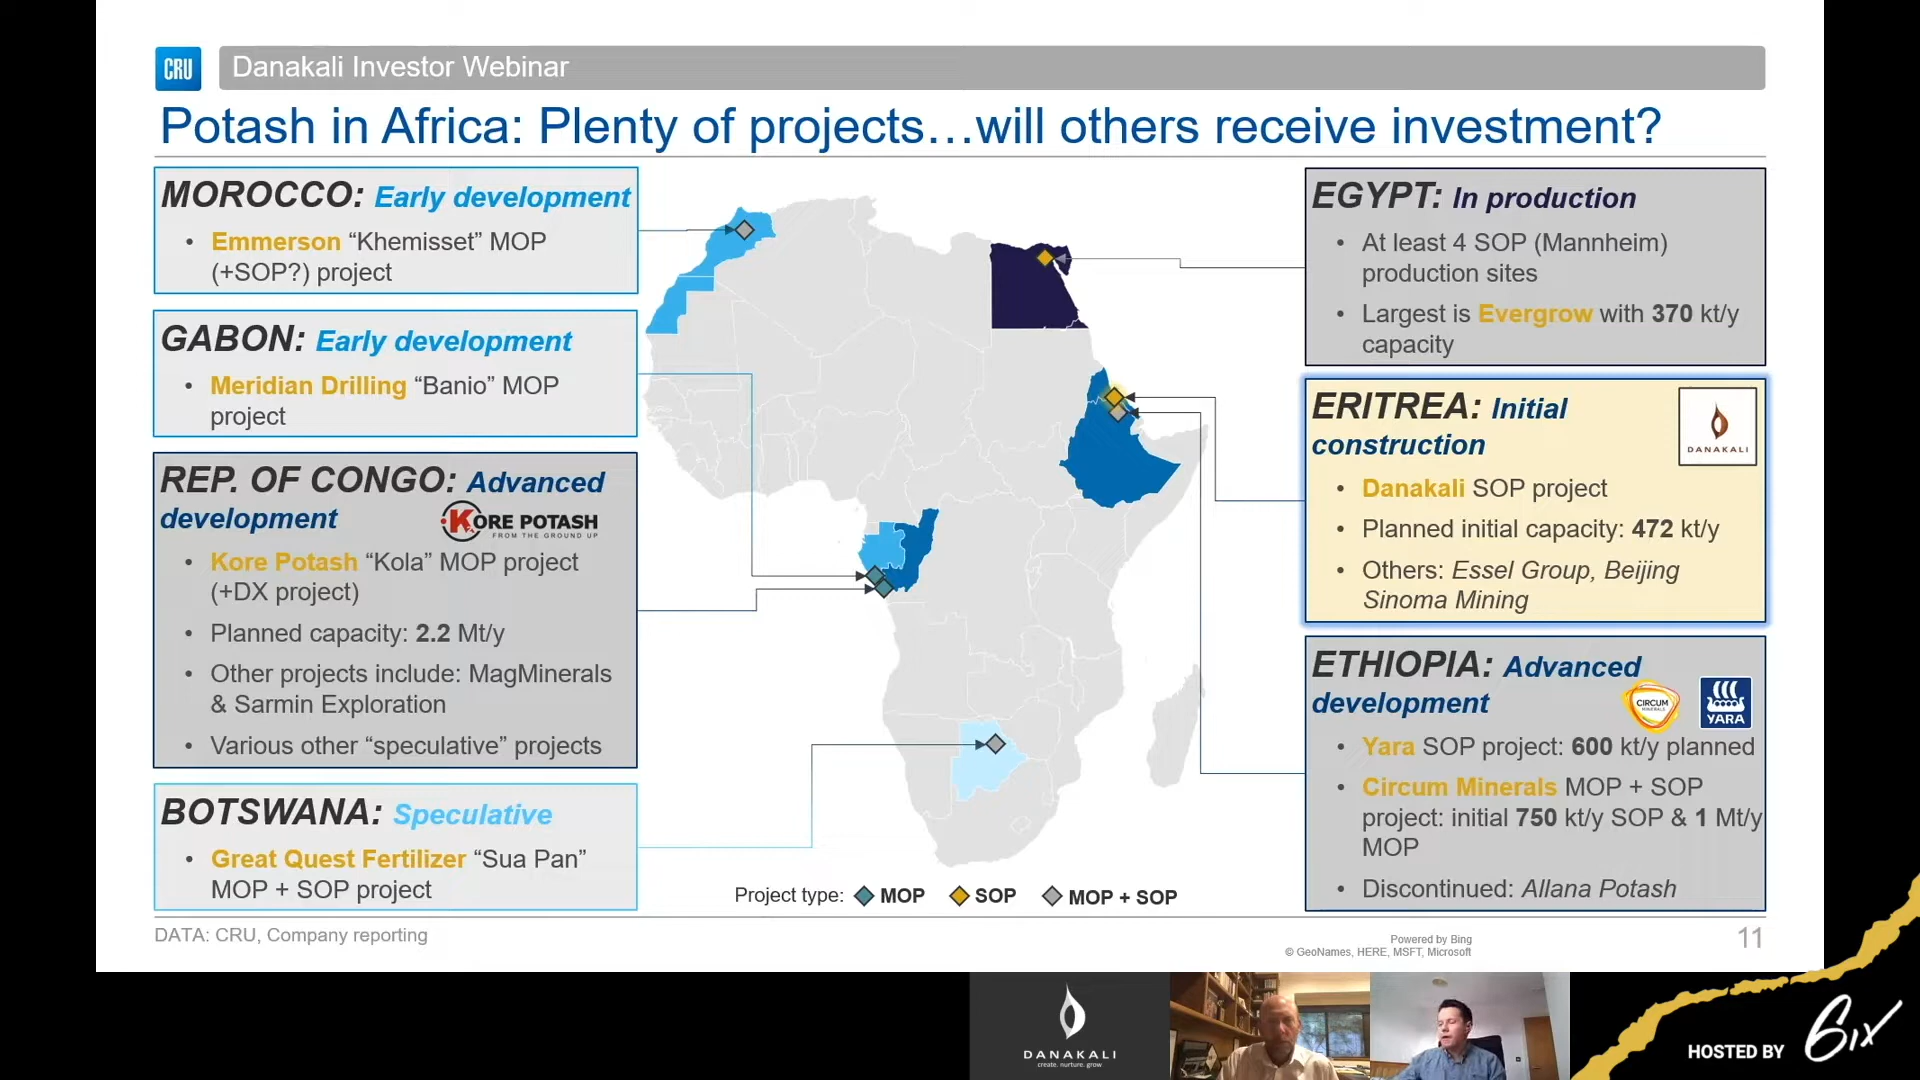 CRU
Danakali Investor Webinar
Potash in Africa: Plenty of projects…will others receive investment?
MOROCCO: Early development
• Emmerson “Khemisset” MOP
(+SOP?) project
GABON: Early development
• Meridian Drilling “Banio” MOP
project
REP. OF CONGO: Advanced
development
KORE POTASH
FROM THE GROUND UP
• Kore Potash “Kola” MOP project
(+DX project)
• Planned capacity: 2.2 Mt/y
• Other projects include: MagMinerals
& Sarmin Exploration
• Various other “speculative” projects
BOTSWANA: Speculative
• Great Quest Fertilizer “Sua Pan”
MOP + SOP project
EGYPT: In production
• At least 4 SOP (Mannheim)
production sites
• Largest is Evergrow with 370 kt/y
capacity
ERITREA: Initial
construction
DANAKALI
• Danakali SOP project
• Planned initial capacity: 472 kt/y
• Others: Essel Group, Beijing
Sinoma Mining
ETHIOPIA: Advanced
development
CIRCUM
MINERALS
YARA
• Yara SOP project: 600 kt/y planned
• Circum Minerals MOP + SOP
project: initial 750 kt/y SOP & 1 Mt/y
MOP
• Discontinued: Allana Potash
Project type: MOP SOP MOP + SOP
DATA: CRU, Company reporting
Powered by Bing
© GeoNames, HERE, MSFT, Microsoft
11
DANAKALI
create. nurture. grow.
HOSTED BY 6ix